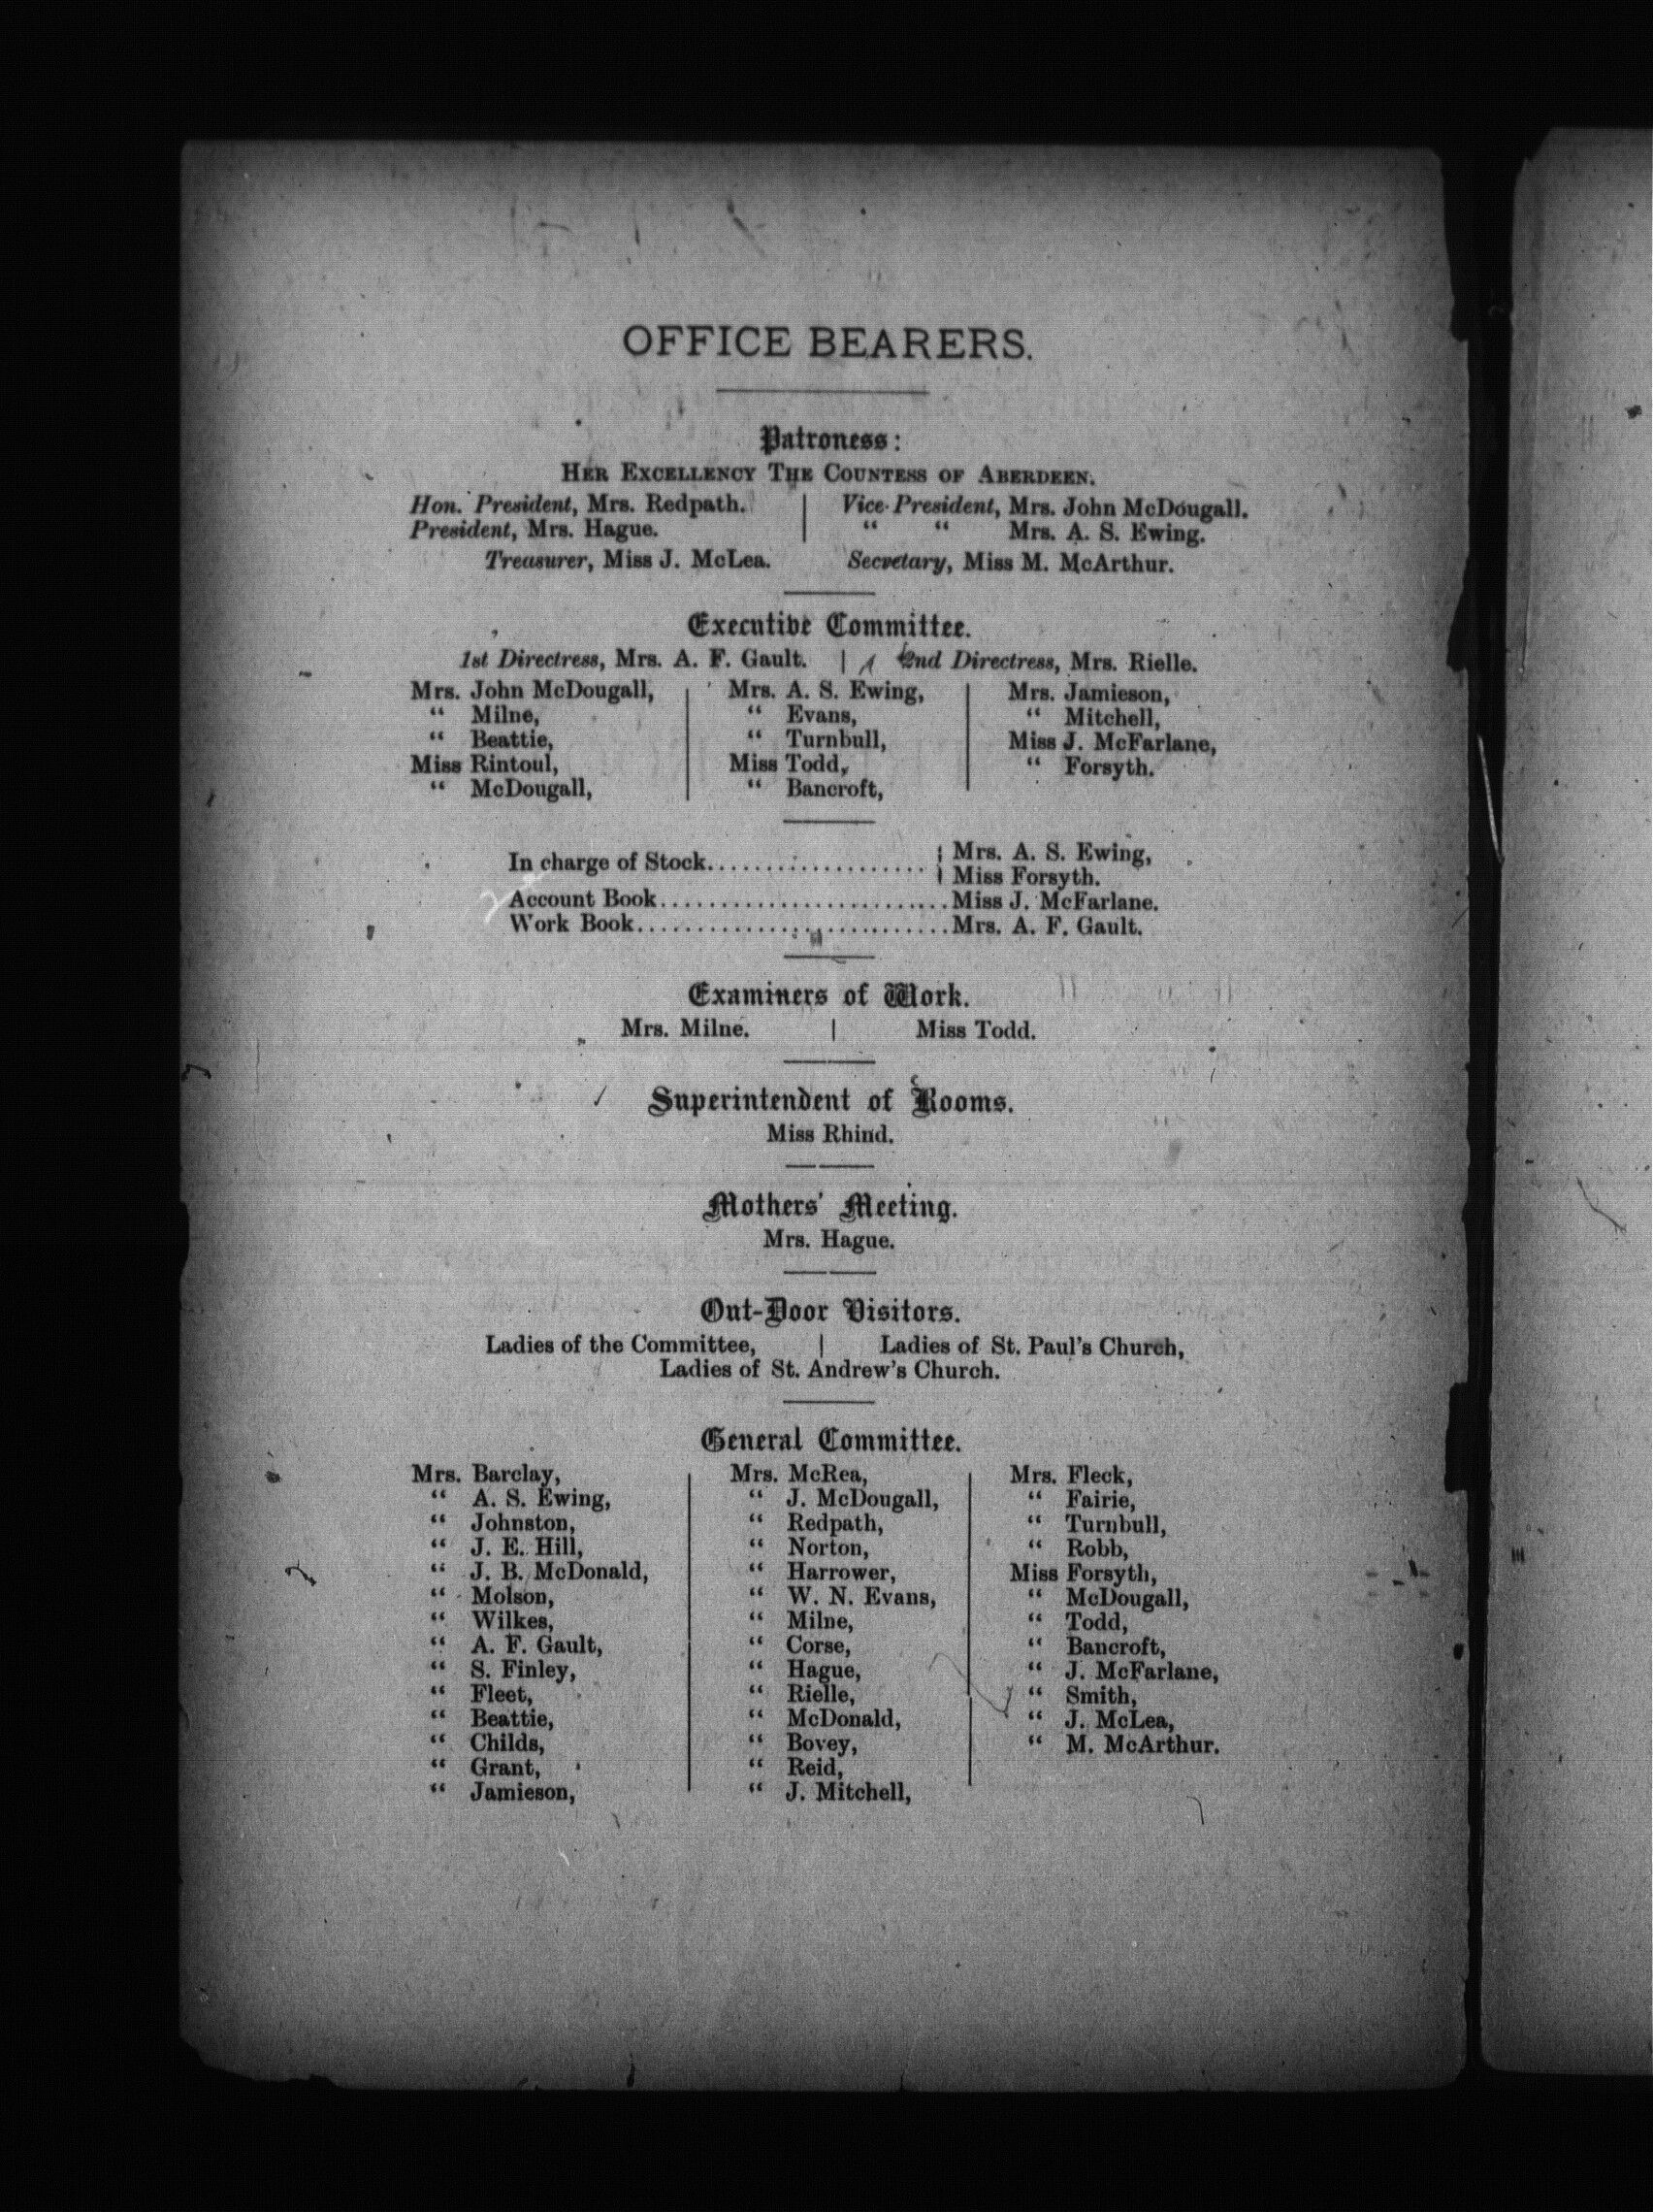 OFFICE BEARERS.
Patroness:
HER EXCELLENCY THE COUNTESS OF ABERDEEN.
Hon. President, Mrs. Redpath. | Vice-President, Mrs. John McDougall.
President, Mrs. Hague. | “ “ Mrs. A. S. Ewing.
Treasurer, Miss J. McLea. Secretary, Miss M. McArthur.
Executive Committee.
1st Directress, Mrs. A. F. Gault. | 2nd Directress, Mrs. Rielle.
Mrs. John McDougall,
“ Milne,
“ Beattie,
Miss Rintoul,
“ McDougall,
Mrs. A. S. Ewing,
“ Evans,
“ Turnbull,
Miss Todd,
“ Bancroft,
Mrs. Jamieson,
“ Mitchell,
Miss J. McFarlane,
“ Forsyth.
In charge of Stock.................... { Mrs. A. S. Ewing,
Miss Forsyth.
Account Book.........................Miss J. McFarlane.
Work Book...........................Mrs. A. F. Gault.
Examiners of Work.
Mrs. Milne. | Miss Todd.
Superintendent of Rooms.
Miss Rhind.
Mothers' Meeting.
Mrs. Hague.
Out-Door Visitors.
Ladies of the Committee, | Ladies of St. Paul's Church,
Ladies of St. Andrew's Church.
General Committee.
Mrs. Barclay,
“ A. S. Ewing,
“ Johnston,
“ J. E. Hill,
“ J. B. McDonald,
“ Molson,
“ Wilkes,
“ A. F. Gault,
“ S. Finley,
“ Fleet,
“ Beattie,
“ Childs,
“ Grant,
“ Jamieson,
Mrs. McRea,
“ J. McDougall,
“ Redpath,
“ Norton,
“ Harrower,
“ W. N. Evans,
“ Milne,
“ Corse,
“ Hague,
“ Rielle,
“ McDonald,
“ Bovey,
“ Reid,
“ J. Mitchell,
Mrs. Fleck,
“ Fairie,
“ Turnbull,
“ Robb,
Miss Forsyth,
“ McDougall,
“ Todd,
“ Bancroft,
“ J. McFarlane,
“ Smith,
“ J. McLea,
“ M. McArthur.